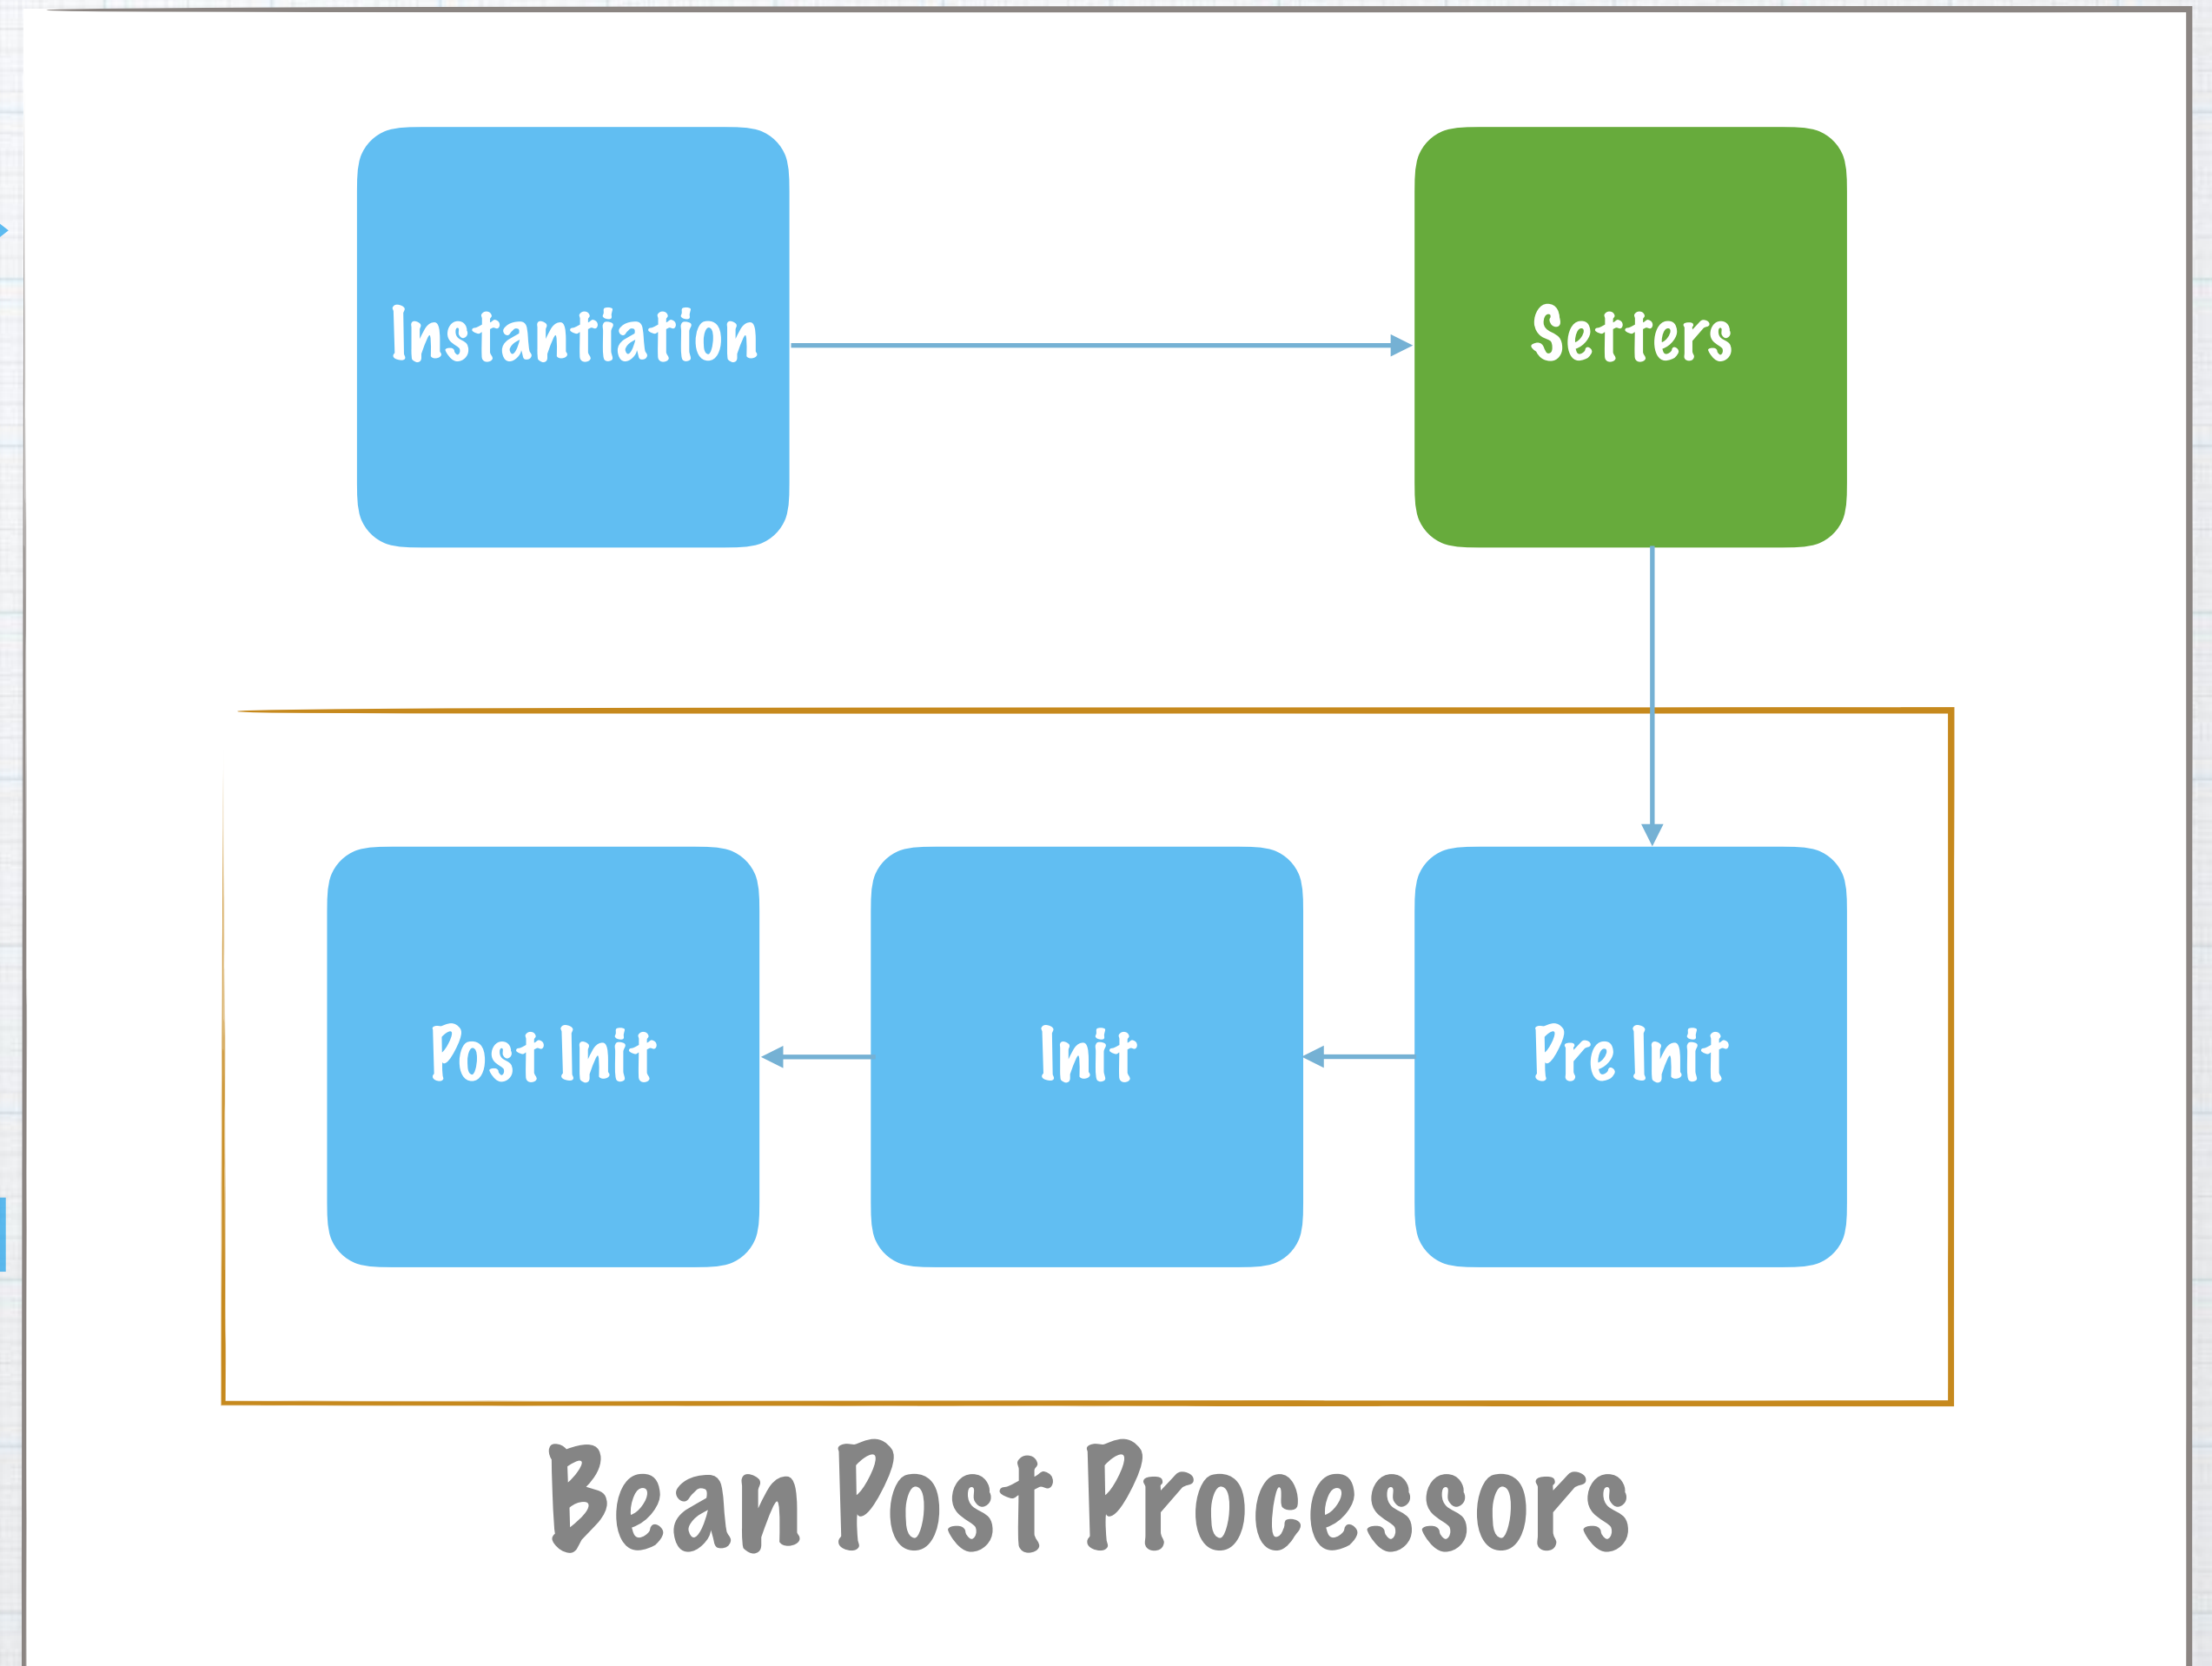 Instantiation
Setters
Post Init
Init
Pre Init
Bean Post Processors